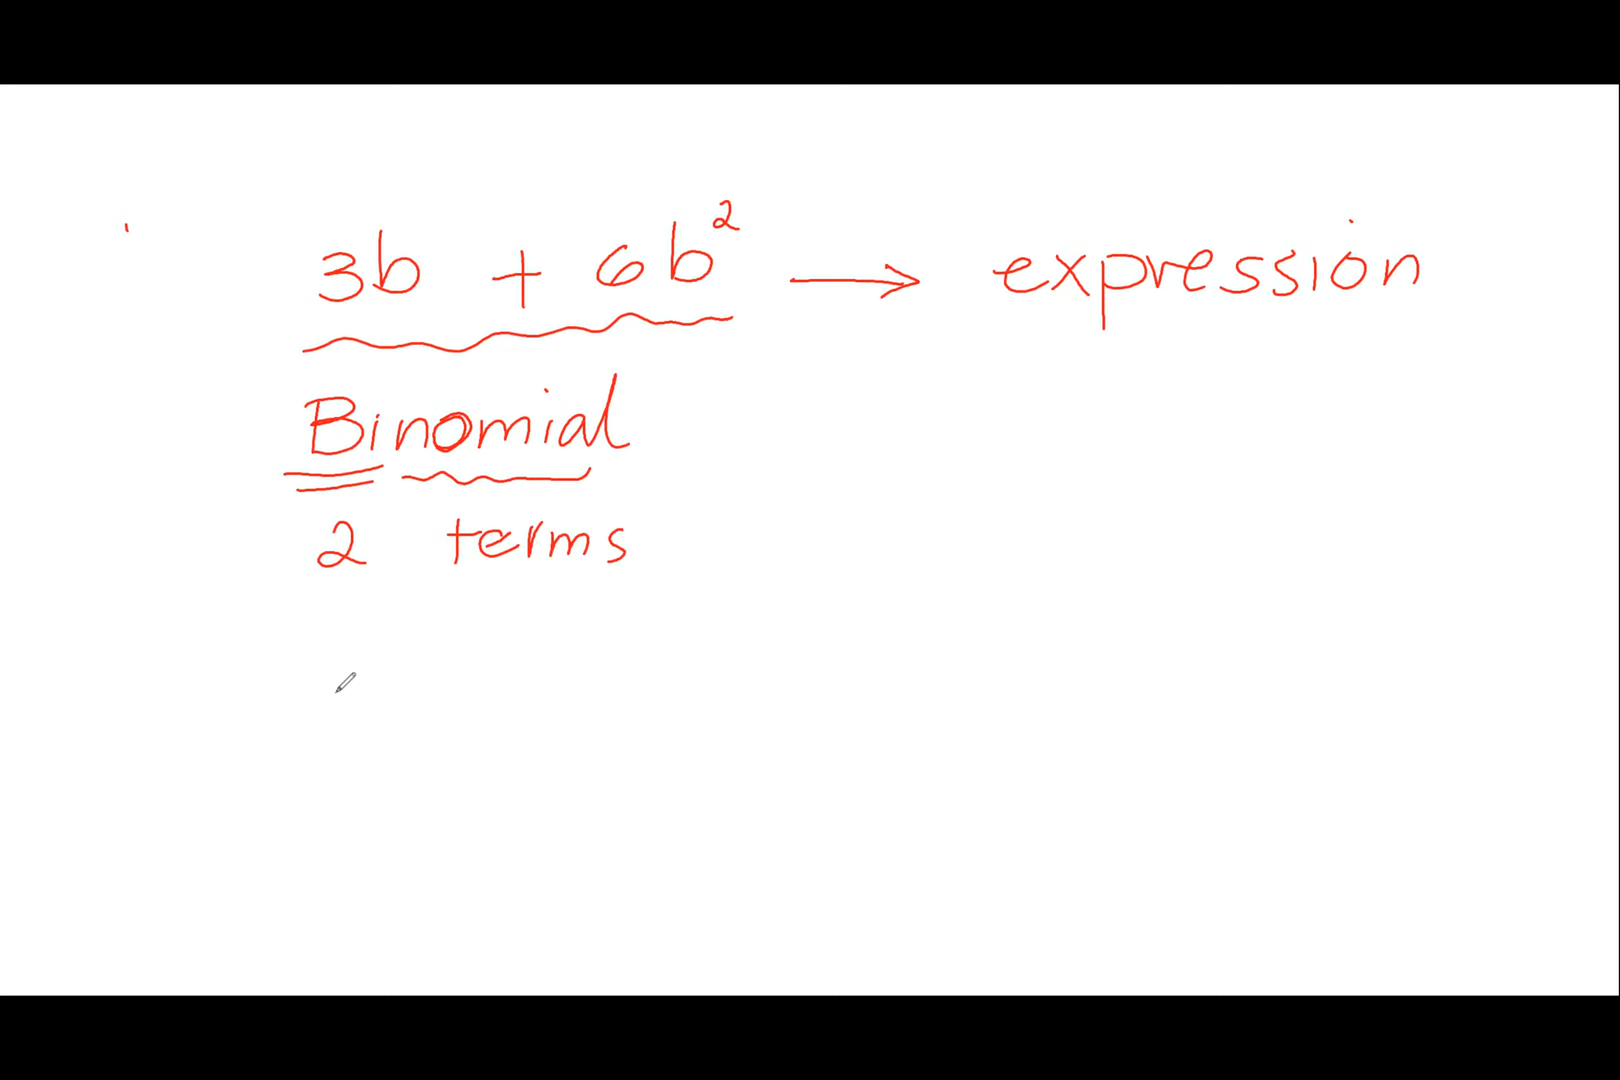 3b + 6b² → expression
Binomial
2 terms